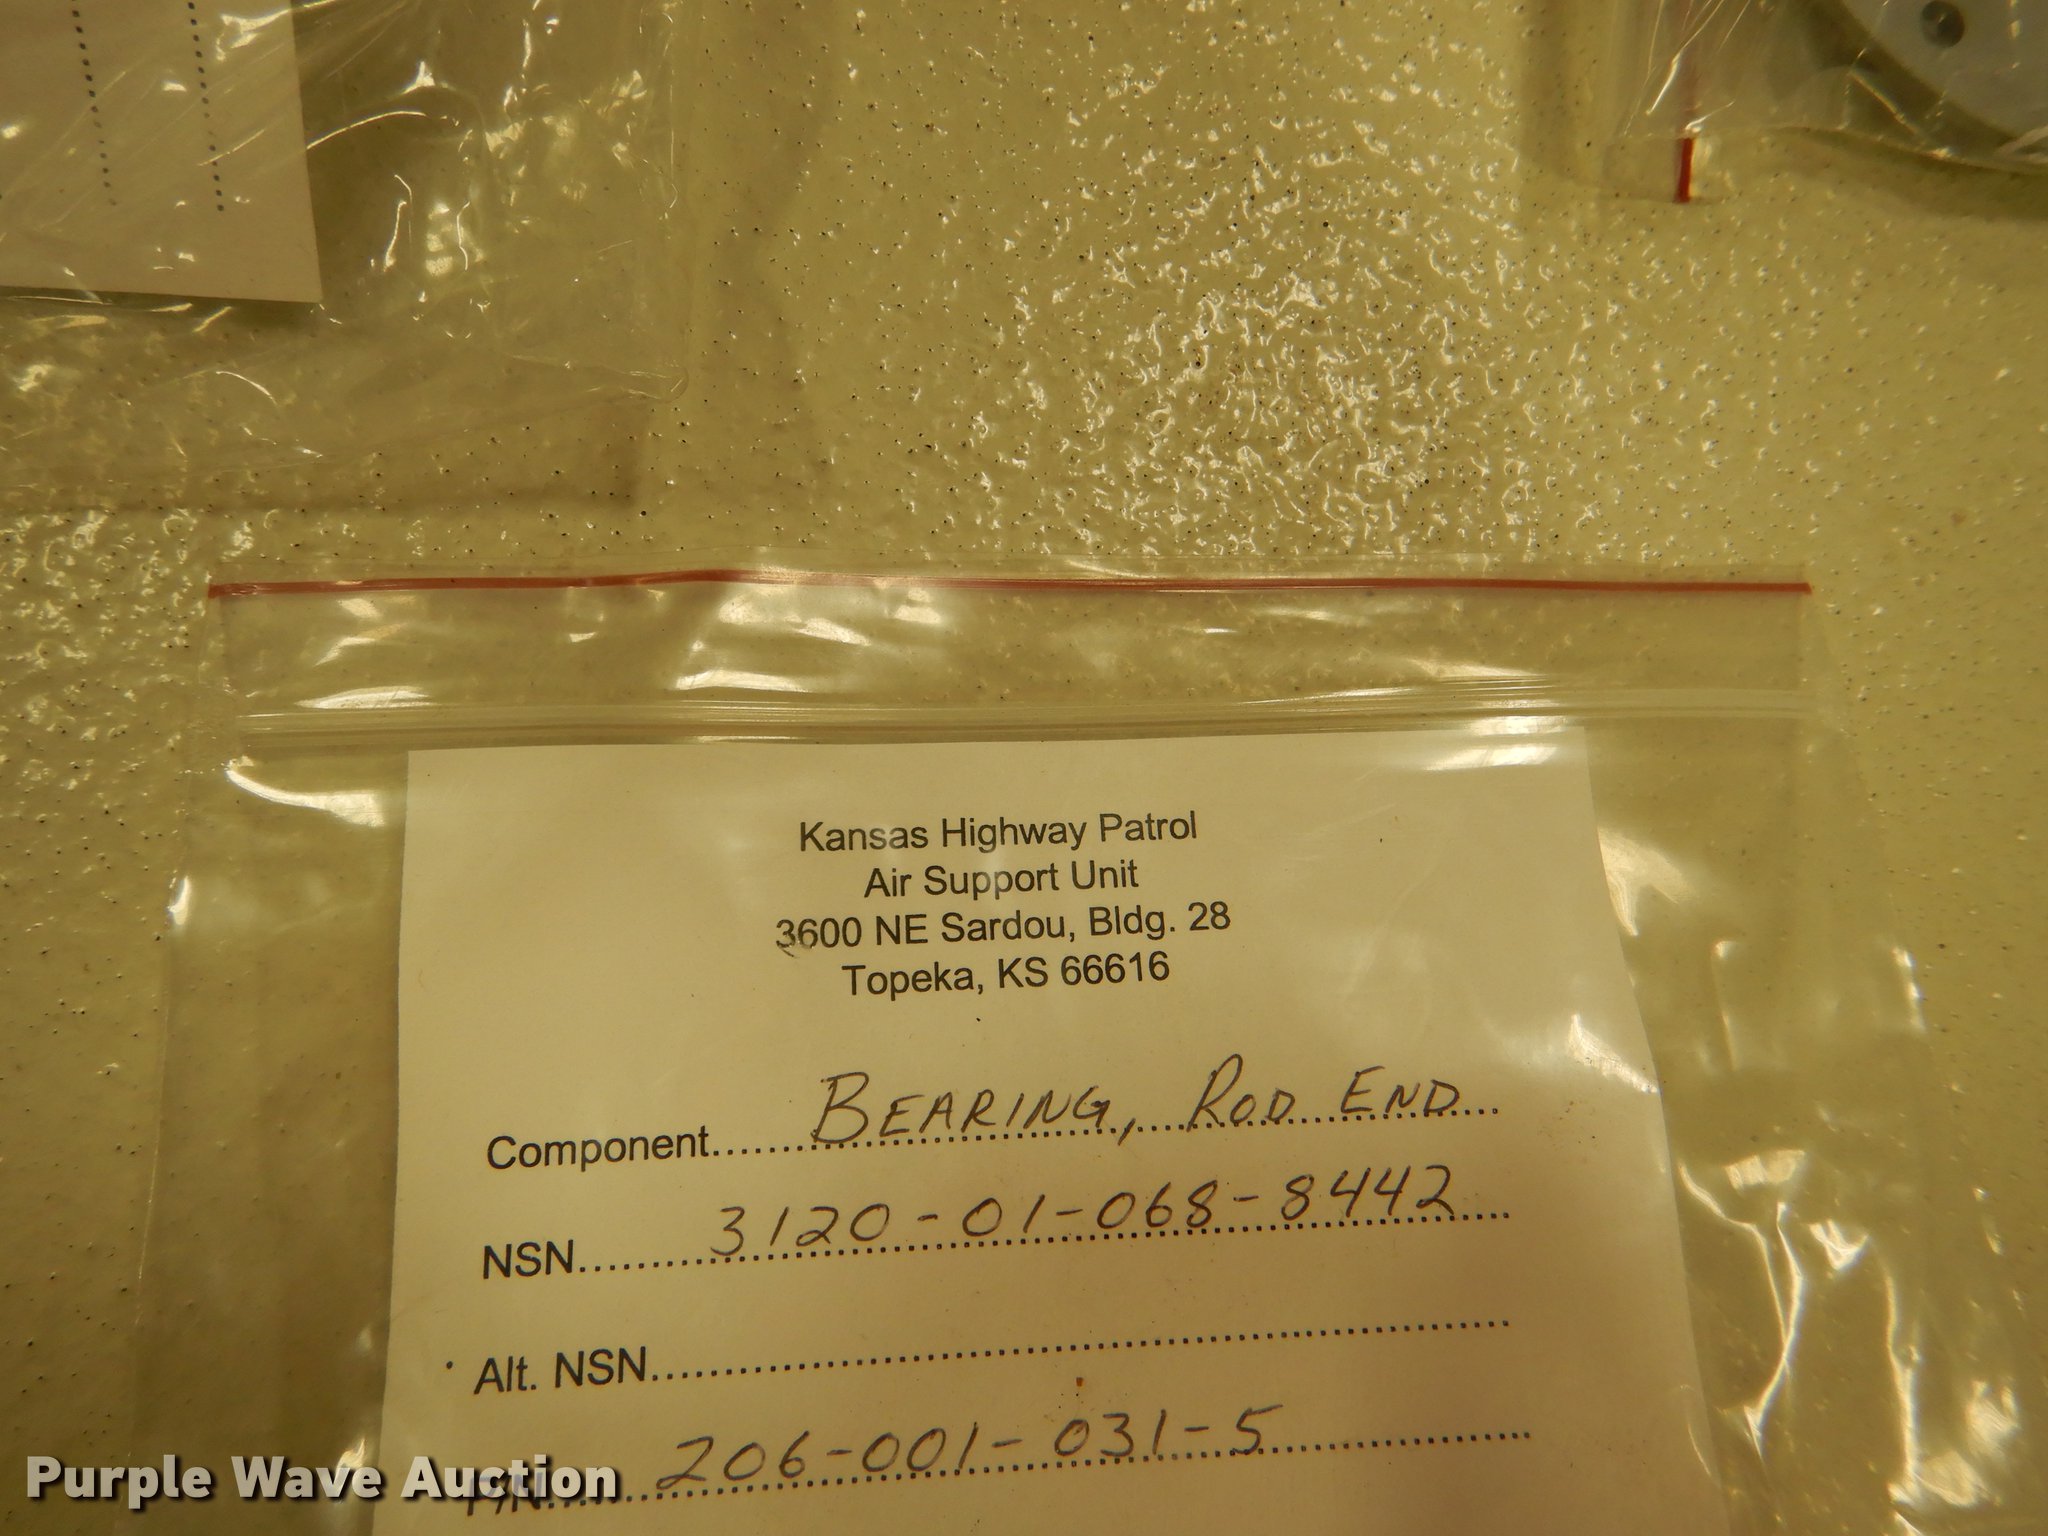 Kansas Highway Patrol
Air Support Unit
3600 NE Sardou, Bldg. 28
Topeka, KS 66616
Component..........BEARING, ROD END....
NSN..........3120-01-068-8442....
Alt. NSN..............................
PN..........206-001-031-5..........
Purple Wave Auction